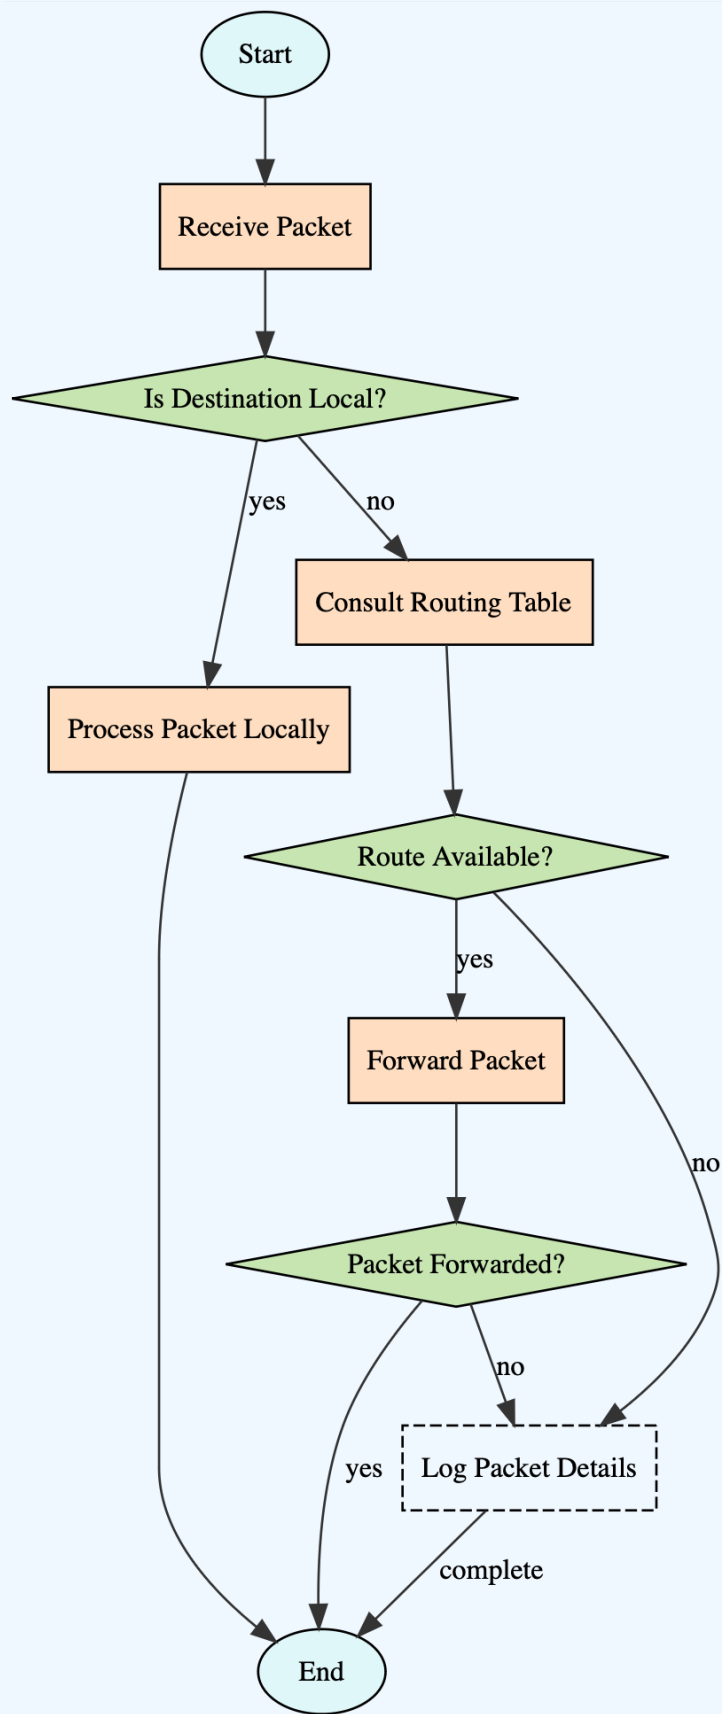 Start
Receive Packet
Is Destination Local?
yes
no
Consult Routing Table
Process Packet Locally
Route Available?
yes
Forward Packet
no
Packet Forwarded?
no
yes
Log Packet Details
complete
End